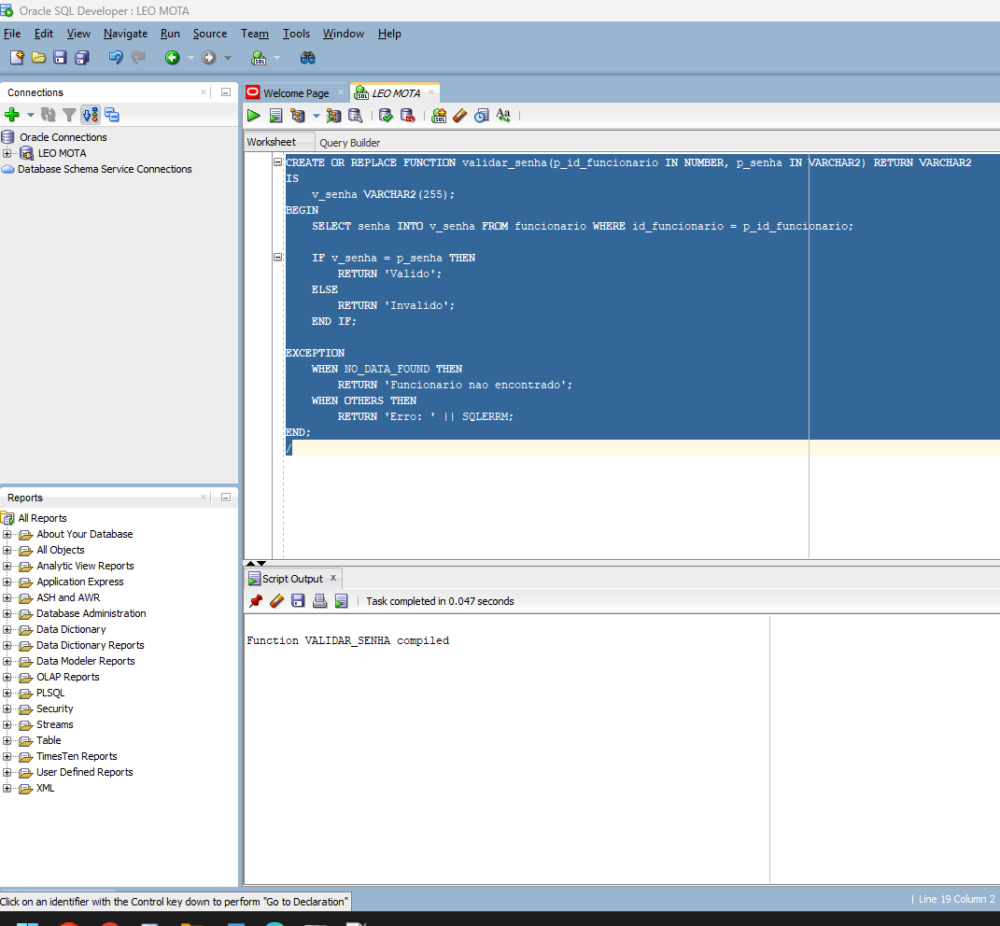 Oracle SQL Developer : LEO MOTA
File Edit View Navigate Run Source Team Tools Window Help
Connections
Oracle Connections
LEO MOTA
Database Schema Service Connections
Reports
All Reports
About Your Database
All Objects
Analytic View Reports
Application Express
ASH and AWR
Database Administration
Data Dictionary
Data Dictionary Reports
Data Modeler Reports
OLAP Reports
PLSQL
Security
Streams
Table
TimesTen Reports
User Defined Reports
XML
Welcome Page LEO MOTA
Worksheet Query Builder
CREATE OR REPLACE FUNCTION validar_senha(p_id_funcionario IN NUMBER, p_senha IN VARCHAR2) RETURN VARCHAR2
IS
    v_senha VARCHAR2(255);
BEGIN
    SELECT senha INTO v_senha FROM funcionario WHERE id_funcionario = p_id_funcionario;
    IF v_senha = p_senha THEN
        RETURN 'Valido';
    ELSE
        RETURN 'Invalido';
    END IF;
EXCEPTION
    WHEN NO_DATA_FOUND THEN
        RETURN 'Funcionario nao encontrado';
    WHEN OTHERS THEN
        RETURN 'Erro: ' || SQLERRM;
END;
/
Script Output
Task completed in 0.047 seconds
Function VALIDAR_SENHA compiled
Click on an identifier with the Control key down to perform "Go to Declaration"
| Line 19 Column 2